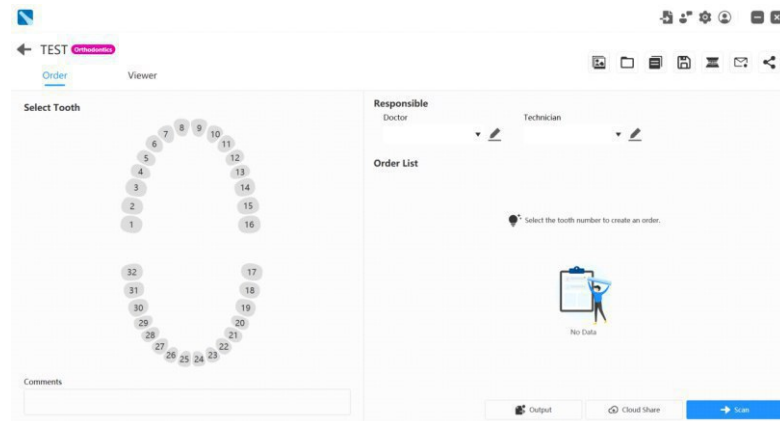 TEST Orthodontics
Order Viewer
Select Tooth
8 9
7 10
6 11
5 12
4 13
3 14
2 15
1 16
32 17
31 18
30 19
29 20
28 21
27 22
26 25 24 23
Comments
Responsible
Doctor Technician
Order List
Select the tooth number to create an order.
No Data
Output Cloud Share Scan